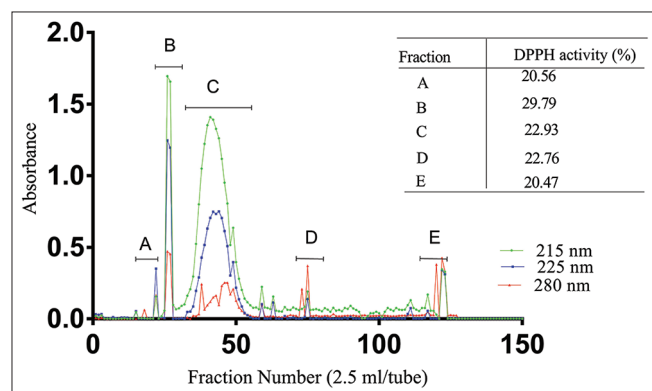 2.0
1.5
1.0
0.5
0.0
Absorbance
0
50
100
150
Fraction Number (2.5 ml/tube)
A
B
C
D
E
Fraction DPPH activity (%)
A 20.56
B 29.79
C 22.93
D 22.76
E 20.47
215 nm
225 nm
280 nm